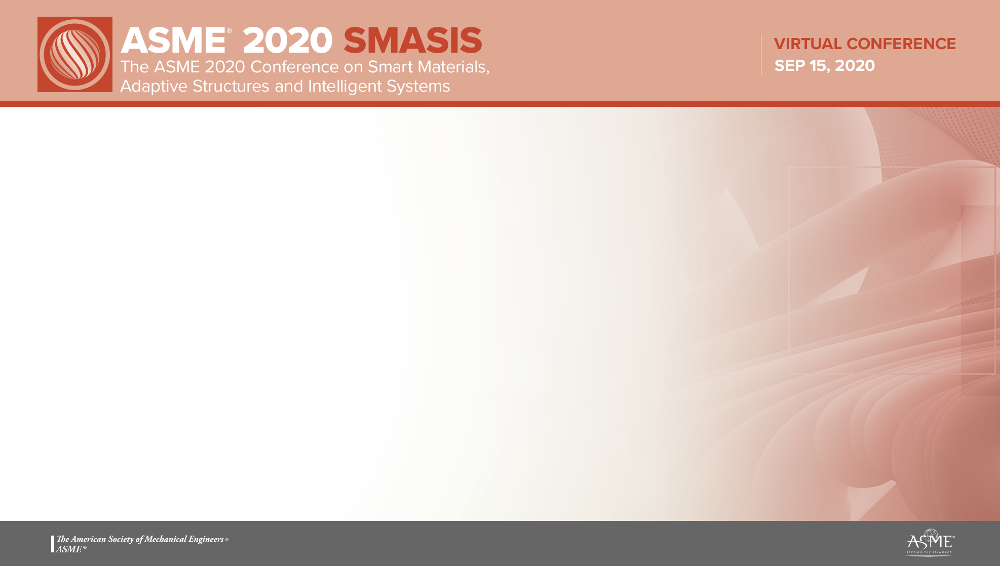 ASME® 2020 SMASIS
The ASME 2020 Conference on Smart Materials,
Adaptive Structures and Intelligent Systems
VIRTUAL CONFERENCE
SEP 15, 2020
The American Society of Mechanical Engineers ®
ASME ®
ASME ®
SETTING THE STANDARD